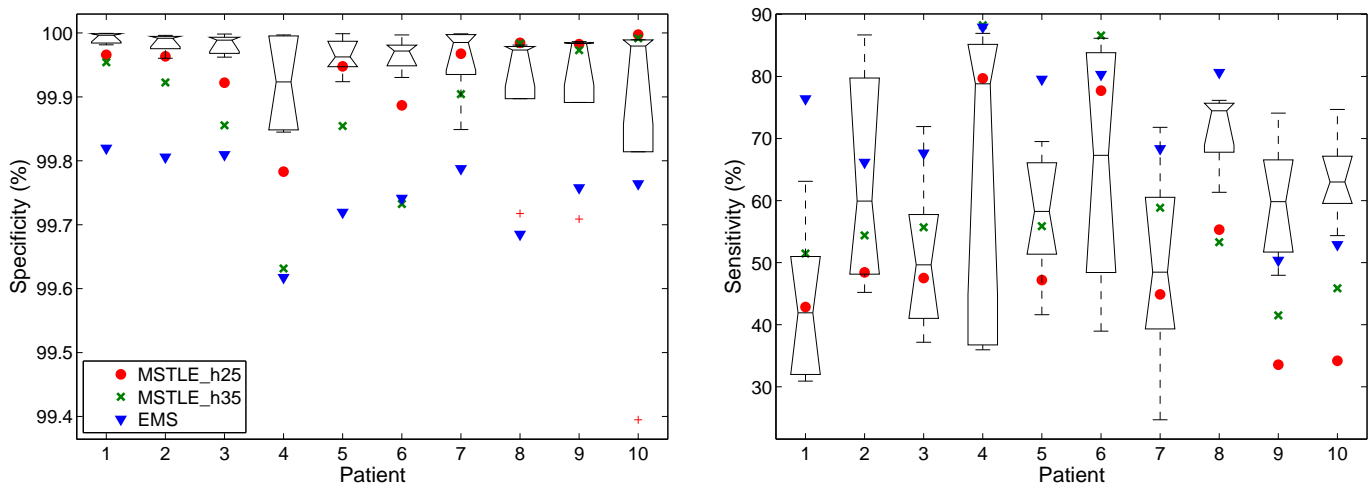 100
99.9
99.8
99.7
99.6
99.5
99.4
Specificity (%)
MSTLE_h25
MSTLE_h35
EMS
1 2 3 4 5 6 7 8 9 10
Patient
90
80
70
60
50
40
30
Sensitivity (%)
1 2 3 4 5 6 7 8 9 10
Patient